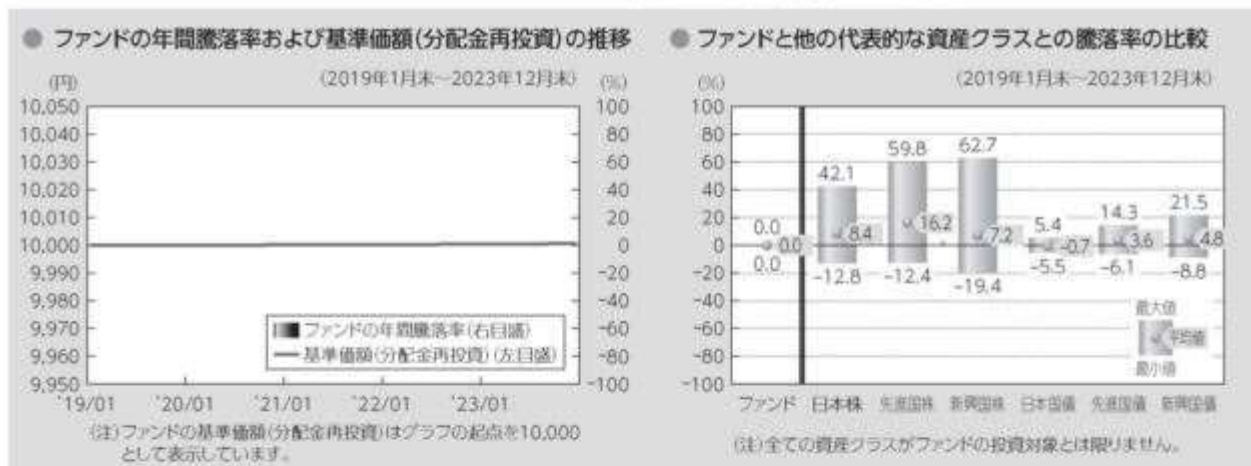 ● ファンドの年間騰落率および基準価額(分配金再投資)の推移
(円)
(2019年1月末～2023年12月末)
(%)
10,050
10,040
10,030
10,020
10,010
10,000
9,990
9,980
9,970
9,960
9,950
100
80
60
40
20
0
-20
-40
-60
-80
-100
ファンドの年間騰落率(右目盛)
基準価額(分配金再投資)(左目盛)
'19/01 '20/01 '21/01 '22/01 '23/01
(注)ファンドの基準価額(分配金再投資)はグラフの起点を10,000
として表示しています。
● ファンドと他の代表的な資産クラスとの騰落率の比較
(%)
(2019年1月末～2023年12月末)
100
80
60
40
20
0
-20
-40
-60
-80
-100
0.0 42.1 59.8 62.7 5.4 14.3 21.5
0.0 8.4 16.2 7.2 -0.7 3.6 4.8
0.0 -12.8 -12.4 -19.4 -5.5 -6.1 -8.8
最大値
平均値
最小値
ファンド 日本株 先進国株 新興国株 日本国債 先進国債 新興国債
(注)全ての資産クラスがファンドの投資対象とは限りません。